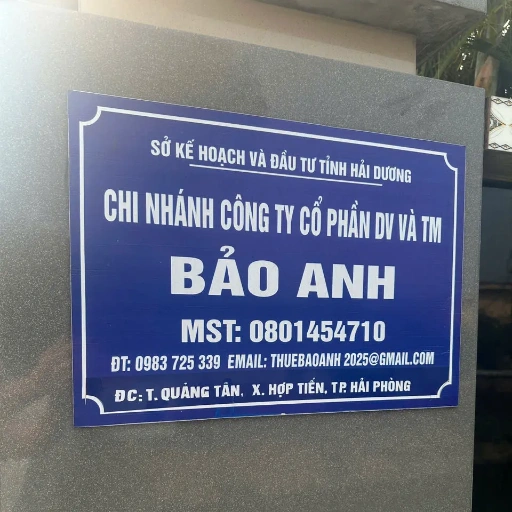 SỞ KẾ HOẠCH VÀ ĐẦU TƯ TỈNH HẢI DƯƠNG
CHI NHÁNH CÔNG TY CỔ PHẦN DV VÀ TM
BẢO ANH
MST: 0801454710
ĐT: 0983 725 339 EMAIL: THUEBAOANH 2025@GMAIL.COM
ĐC: T. QUẢNG TÂN, X. HỢP TIẾN, TP. HẢI PHÒNG